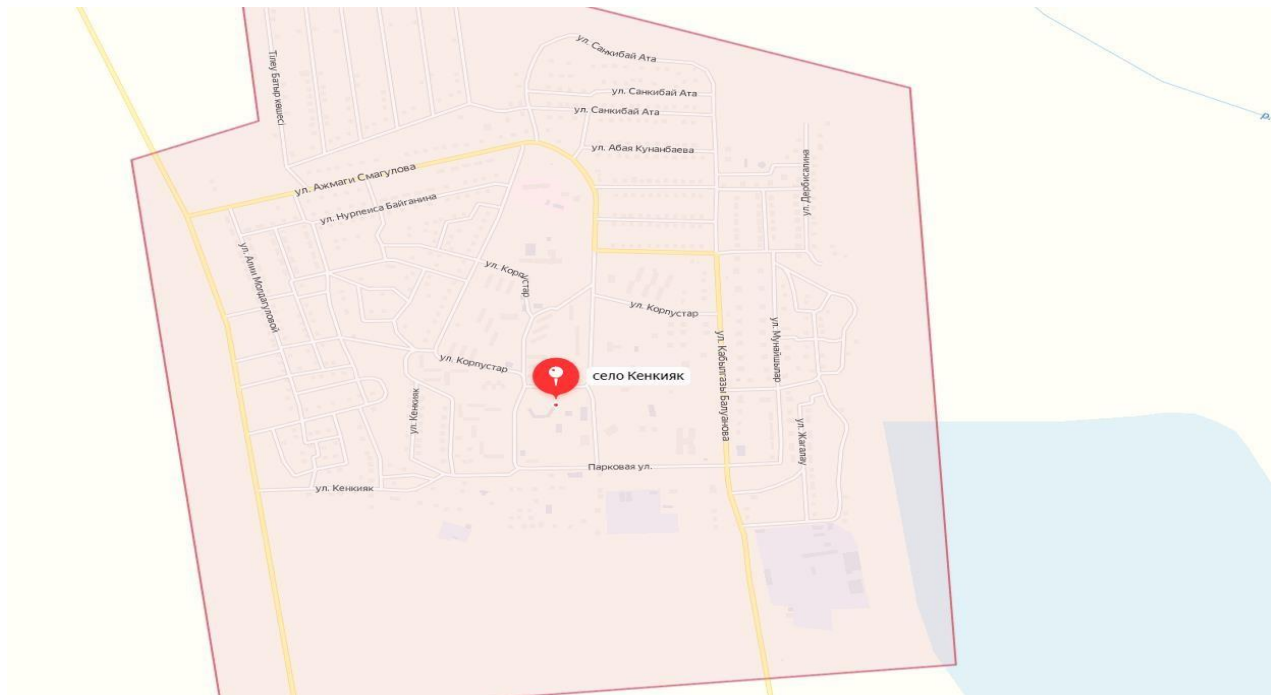 ул. Санкибай Ата
Тілеу Батыр көшесі
ул. Санкибай Ата
ул. Санкибай Ата
р.
ул. Абая Кунанбаева
ул. Ажмаги Смагулова
ул. Дербисалина
ул. Нурпеиса Байганина
ул. Алии Молдагуловой
ул. Корпустар
ул. Корпустар
ул. Мунайшылар
ул. Кабылгазы Балуанова
ул. Корпустар
село Кенкияк
ул. Кенкияк
ул. Жагалау
Парковая ул.
ул. Кенкияк